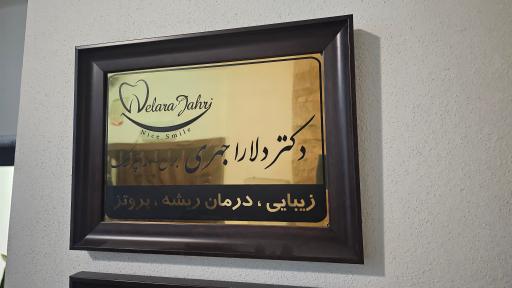 Delara Jahri
Nice Smile
دکتر دلارا جهری
زیبایی ، درمان ریشه ، پروتز